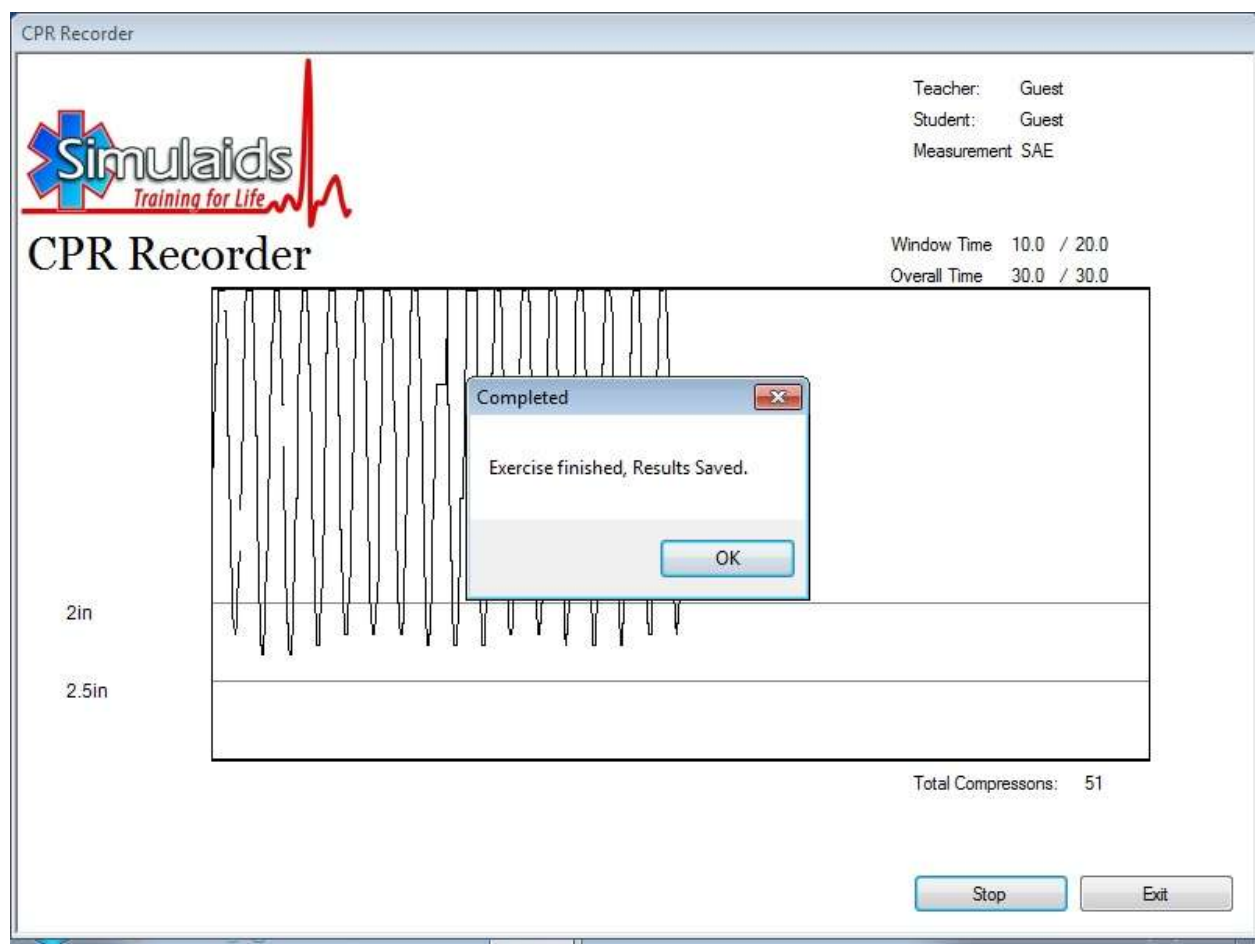 CPR Recorder
Simulaids
Training for Life
Teacher: Guest
Student: Guest
Measurement SAE
CPR Recorder
Window Time 10.0 / 20.0
Overall Time 30.0 / 30.0
Completed
Exercise finished, Results Saved.
OK
2in
2.5in
Total Compressons: 51
Stop
Exit